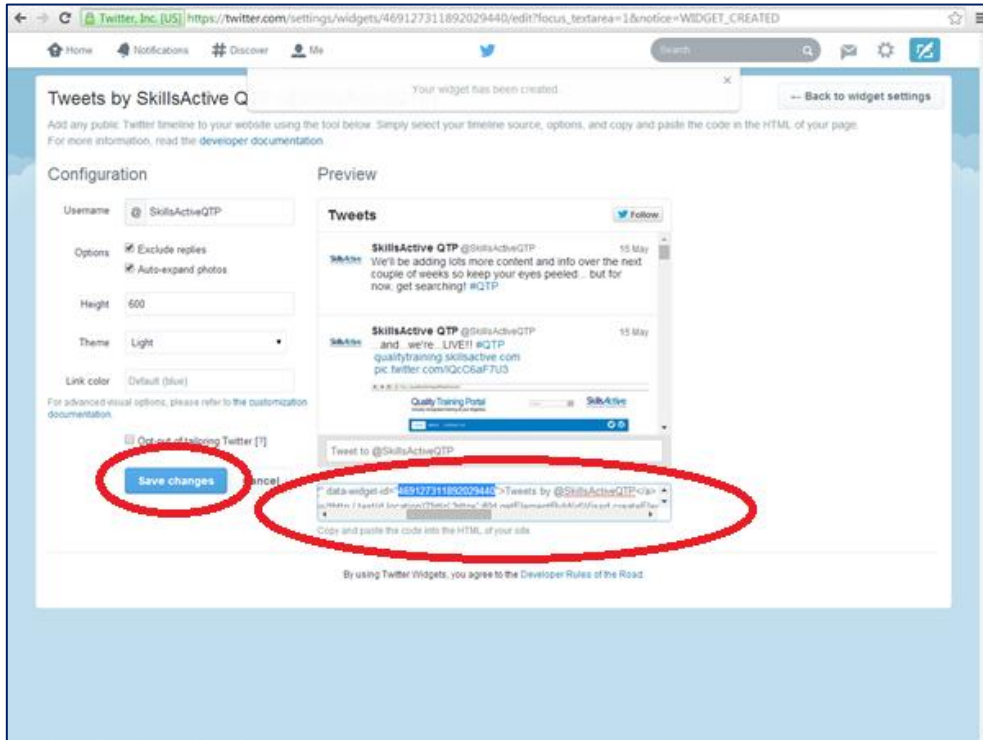 Twitter, Inc. [US] https://twitter.com/settings/widgets/469127311892029440/edit?focus_textarea=1&notice=WIDGET_CREATED
Home Notifications Discover Me Search
Your widget has been created. ×
Tweets by SkillsActive Q
← Back to widget settings
Add any public Twitter timeline to your website using the tool below. Simply select your timeline source, options, and copy and paste the code in the HTML of your page.
For more information, read the developer documentation.
Configuration
Username @ SkillsActiveQTP
Options Exclude replies
Auto-expand photos
Height 600
Theme Light
Link color Default (blue)
For advanced visual options, please refer to the customization
documentation.
Opt-out of tailoring Twitter [?]
Save changes Cancel
Preview
Tweets Follow
SkillsActive SkillsActive QTP @SkillsActiveQTP 15 May
We'll be adding lots more content and info over the next
couple of weeks so keep your eyes peeled... but for
now, get searching! #QTP
SkillsActive SkillsActive QTP @SkillsActiveQTP 15 May
...and...we're...LIVE!! #QTP
qualitytraining.skillsactive.com
pic.twitter.com/IQcC6aF7U3
Quality Training Portal SkillsActive
Tweet to @SkillsActiveQTP
" data-widget-id="469127311892029440">Tweets by @SkillsActiveQTP</a>
Copy and paste the code into the HTML of your site
By using Twitter Widgets, you agree to the Developer Rules of the Road.